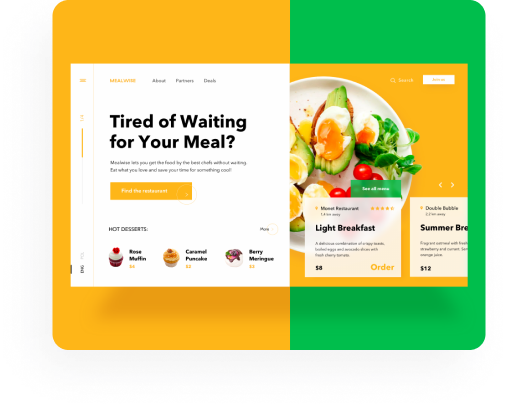 MEALWISE
About
Partners
Deals
Search
Tired of Waiting
for Your Meal?
Mealwise lets you get the food by the best chefs without waiting.
Eat what you love and save your time for something cool!
Find the restaurant
See all menu
HOT DESSERTS:
Rose
Muffin
$4
Caramel
Puncake
Berry
Meringue
Monet Restaurant
1,4 km away
Light Breakfast
A delicious combination of crispy toasts,
boiled eggs and avocado slices with
fresh cherry tomato.
$8
Order
Double Bubble
2,3 km away
Summer Bre
$12
ENG